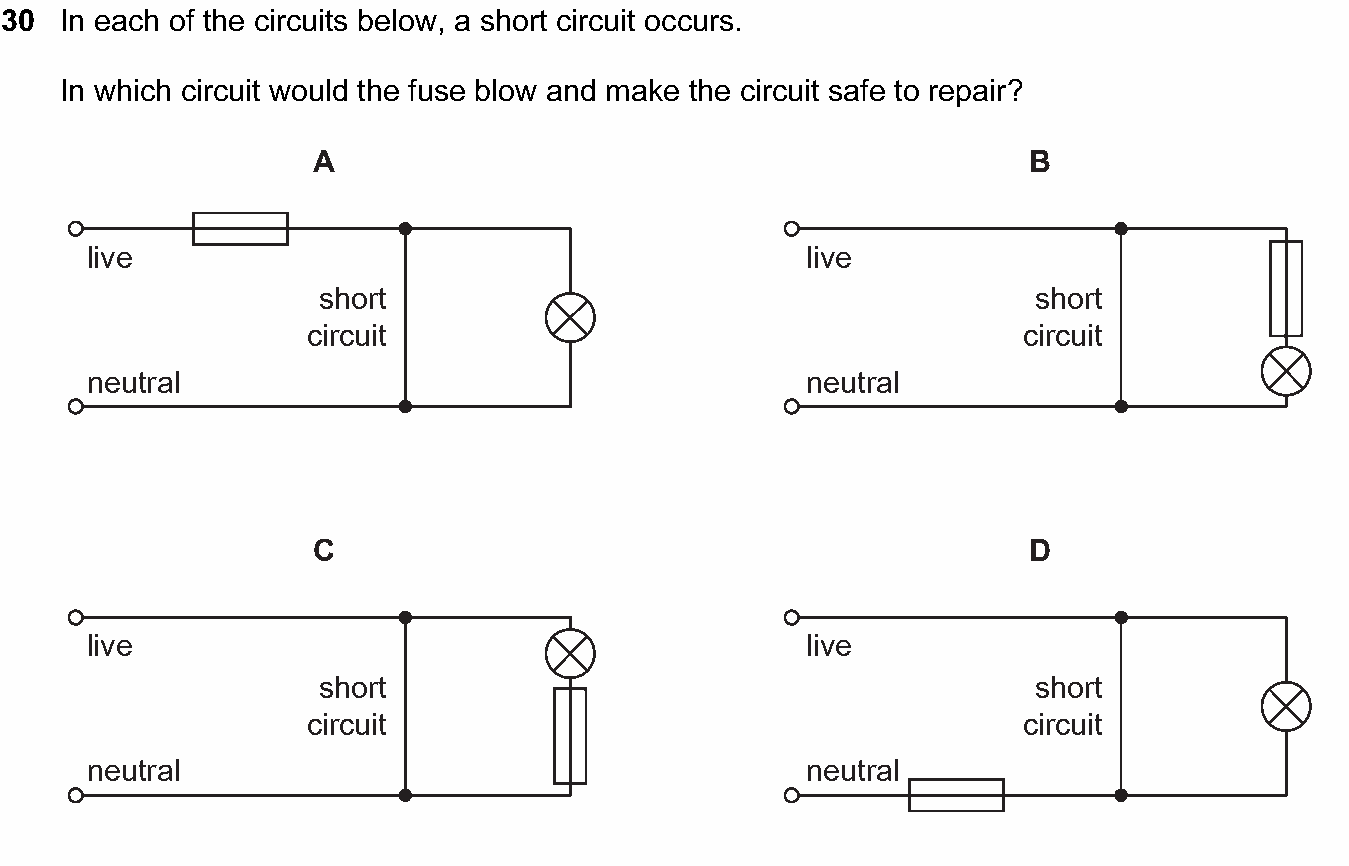 30 In each of the circuits below, a short circuit occurs.
In which circuit would the fuse blow and make the circuit safe to repair?
A
live
short
circuit
neutral
B
live
short
circuit
neutral
C
live
short
circuit
neutral
D
live
short
circuit
neutral